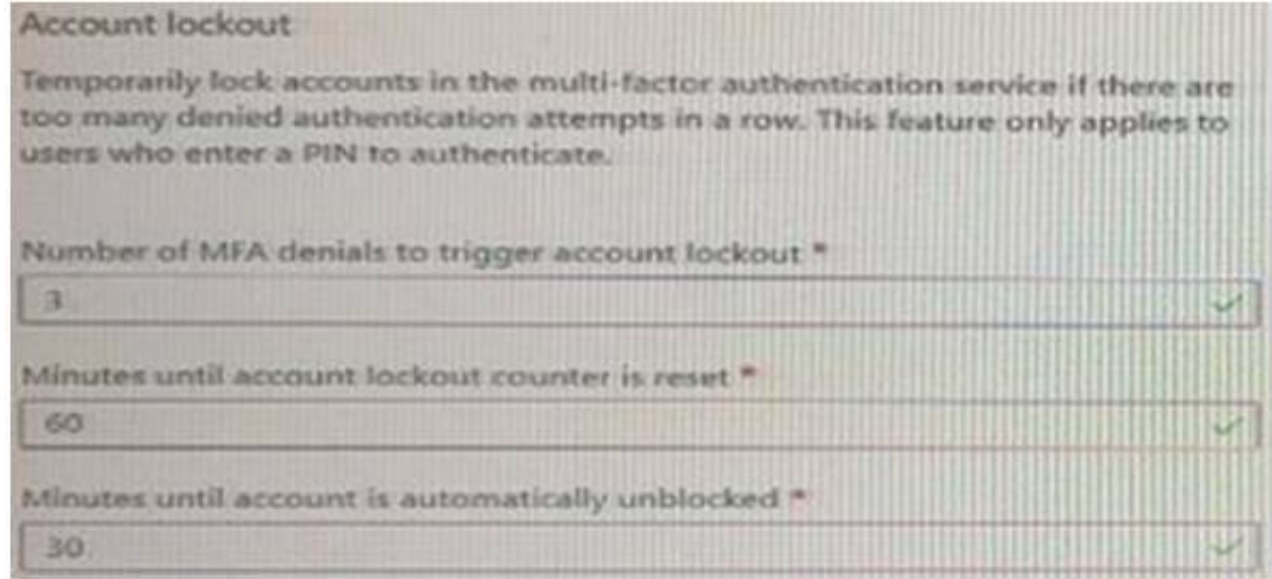 Account lockout
Temporarily lock accounts in the multi-factor authentication service if there are
too many denied authentication attempts in a row. This feature only applies to
users who enter a PIN to authenticate.
Number of MFA denials to trigger account lockout *
3
Minutes until account lockout counter is reset *
60
Minutes until account is automatically unblocked *
30